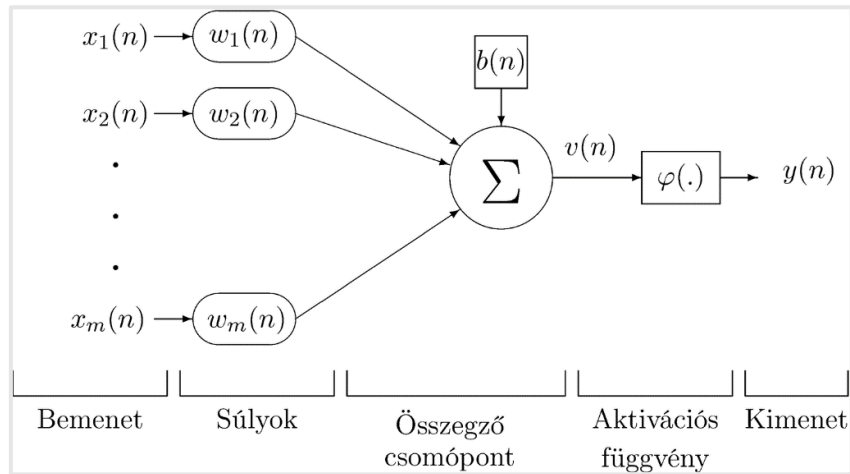 x₁(n) w₁(n)
b(n)
x₂(n) w₂(n)
v(n)
Σ φ(.) y(n)
xₘ(n) wₘ(n)
Bemenet Súlyok Összegző Aktivációs Kimenet
csomópont függvény